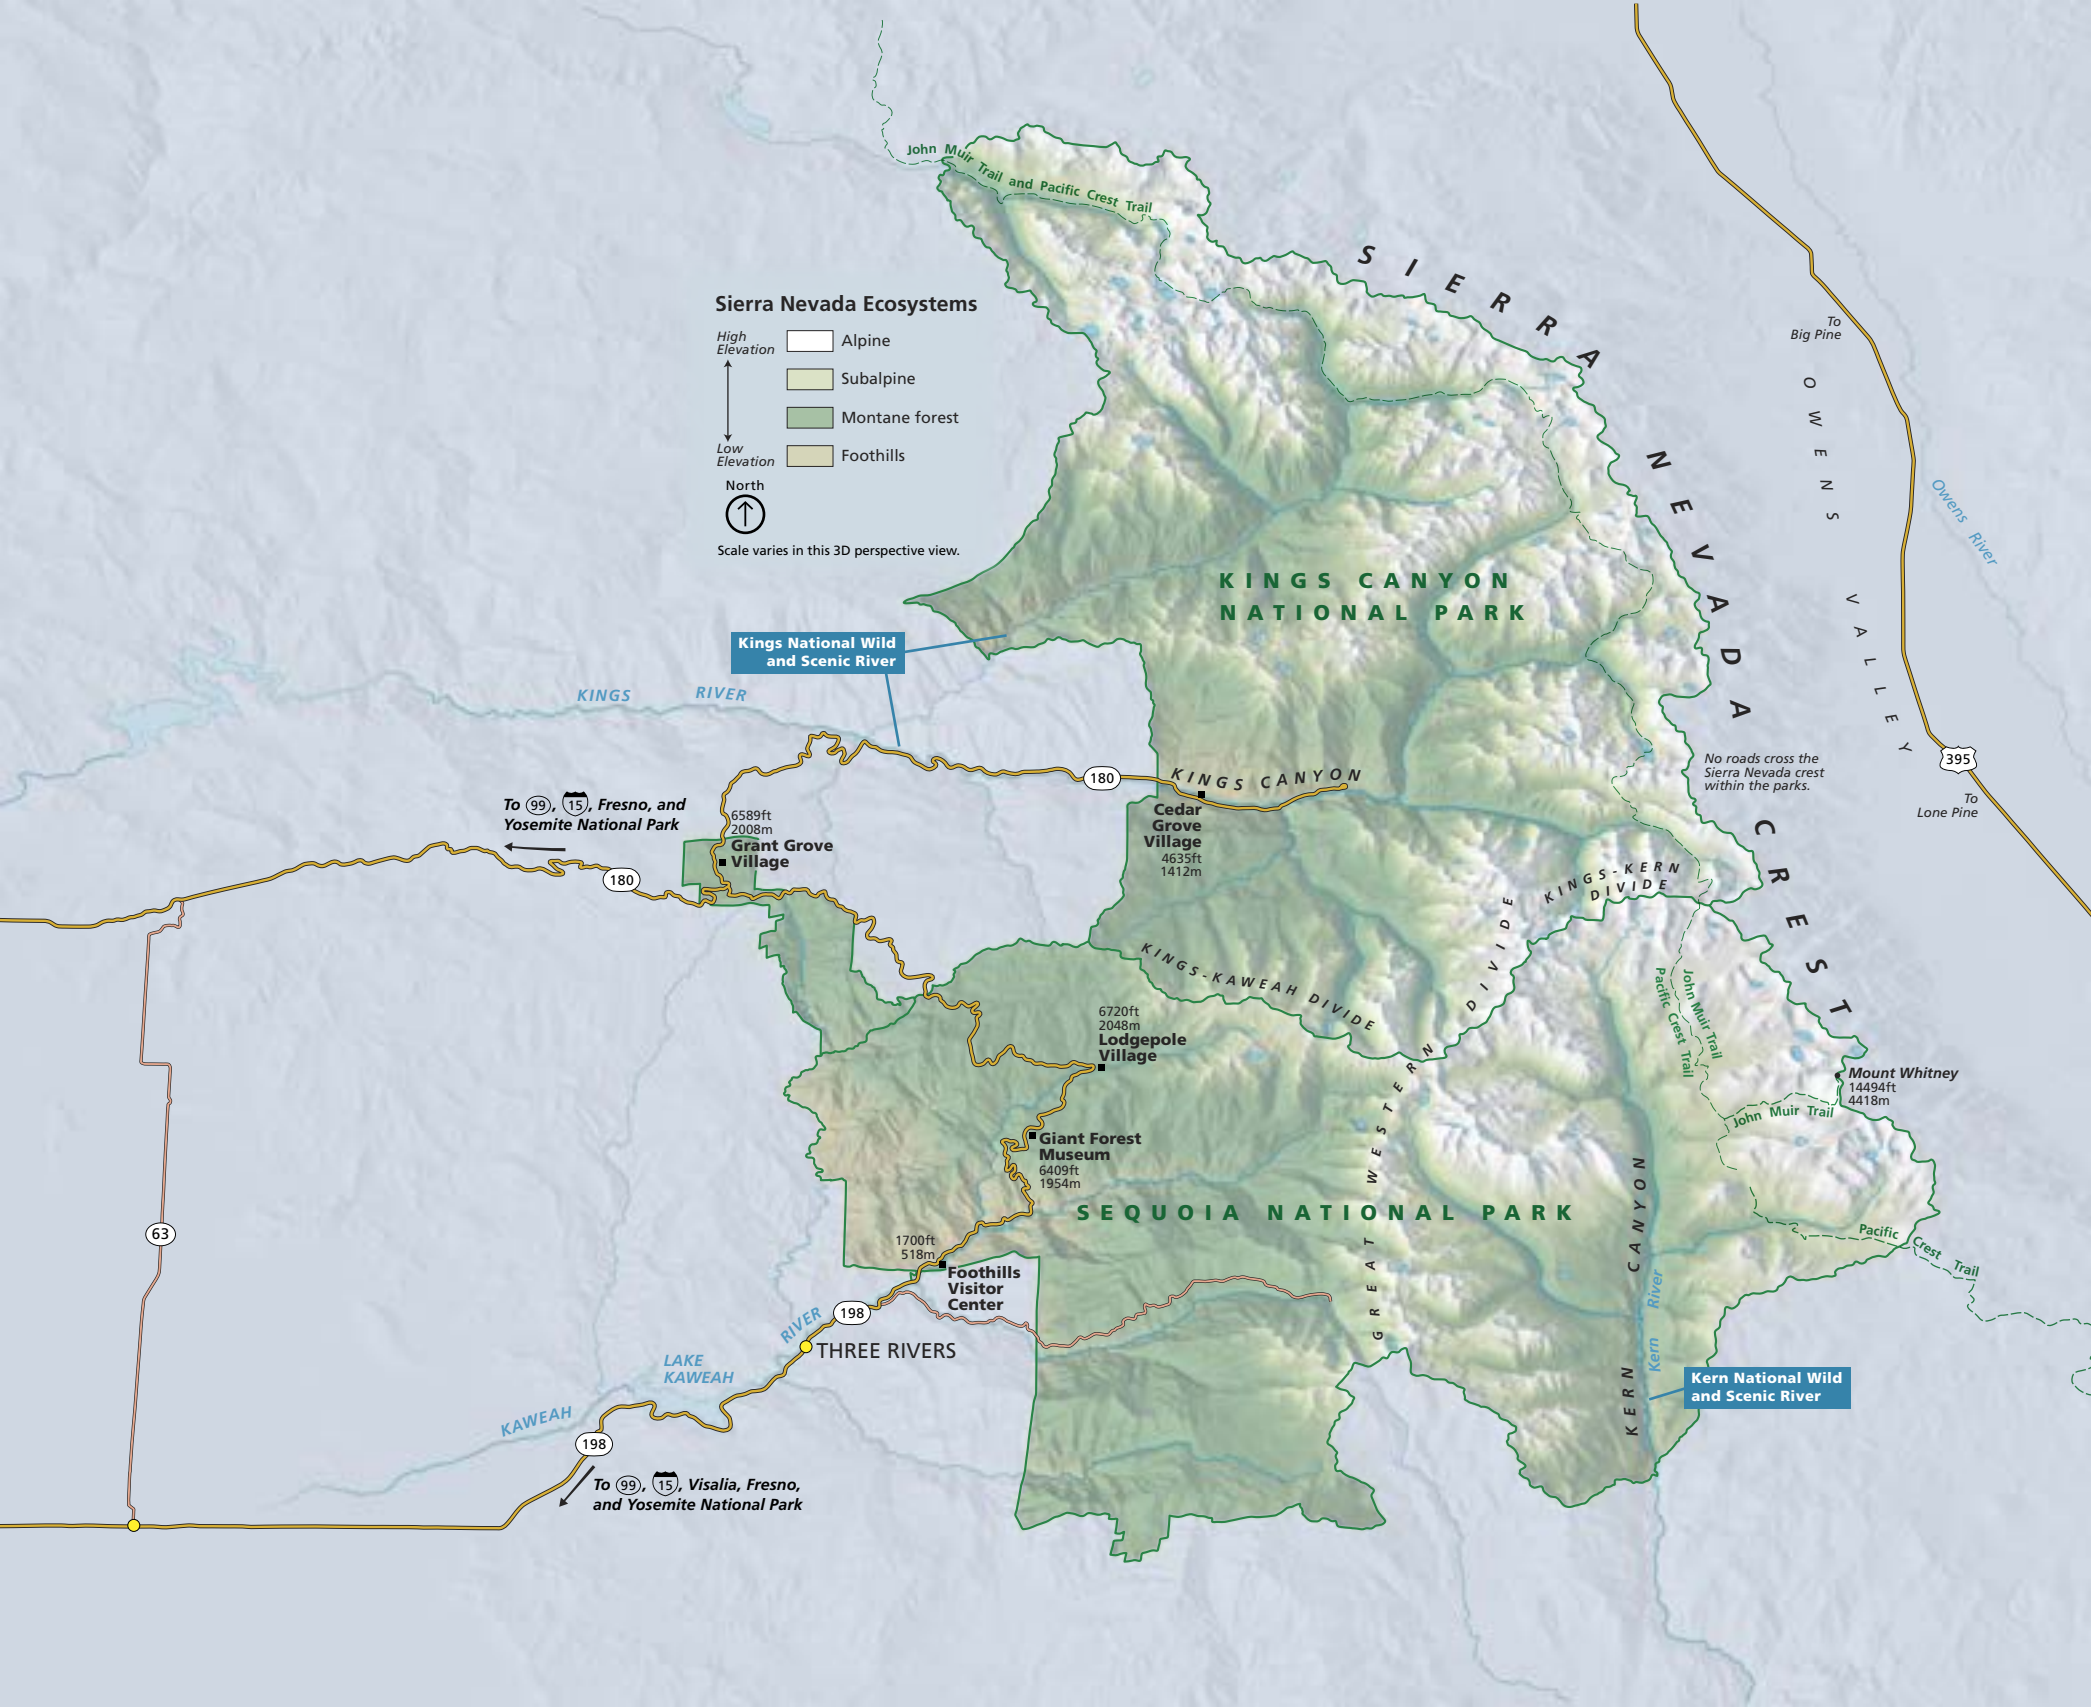 John Muir Trail and Pacific Crest Trail
SIERRA NEVADA CREST
Sierra Nevada Ecosystems
High
Elevation
Low
Elevation
Alpine
Subalpine
Montane forest
Foothills
North
Scale varies in this 3D perspective view.
To
Big Pine
OWENS VALLEY
Owens River
395
To
Lone Pine
No roads cross the
Sierra Nevada crest
within the parks.
KINGS CANYON
NATIONAL PARK
Kings National Wild
and Scenic River
KINGS RIVER
180
KINGS CANYON
Cedar
Grove
Village
4635ft
1412m
To 99, 15, Fresno, and
Yosemite National Park
6589ft
2008m
Grant Grove
Village
180
KINGS-KERN
DIVIDE
KINGS-KAWEAH DIVIDE
GREAT WESTERN DIVIDE
John Muir Trail
Pacific Crest Trail
6720ft
2048m
Lodgepole
Village
Mount Whitney
14494ft
4418m
John Muir Trail
Giant Forest
Museum
6409ft
1954m
SEQUOIA NATIONAL PARK
KERN CANYON
Kern River
Pacific Crest Trail
63
1700ft
518m
Foothills
Visitor
Center
198
THREE RIVERS
LAKE
KAWEAH
KAWEAH RIVER
198
To 99, 15, Visalia, Fresno,
and Yosemite National Park
Kern National Wild
and Scenic River